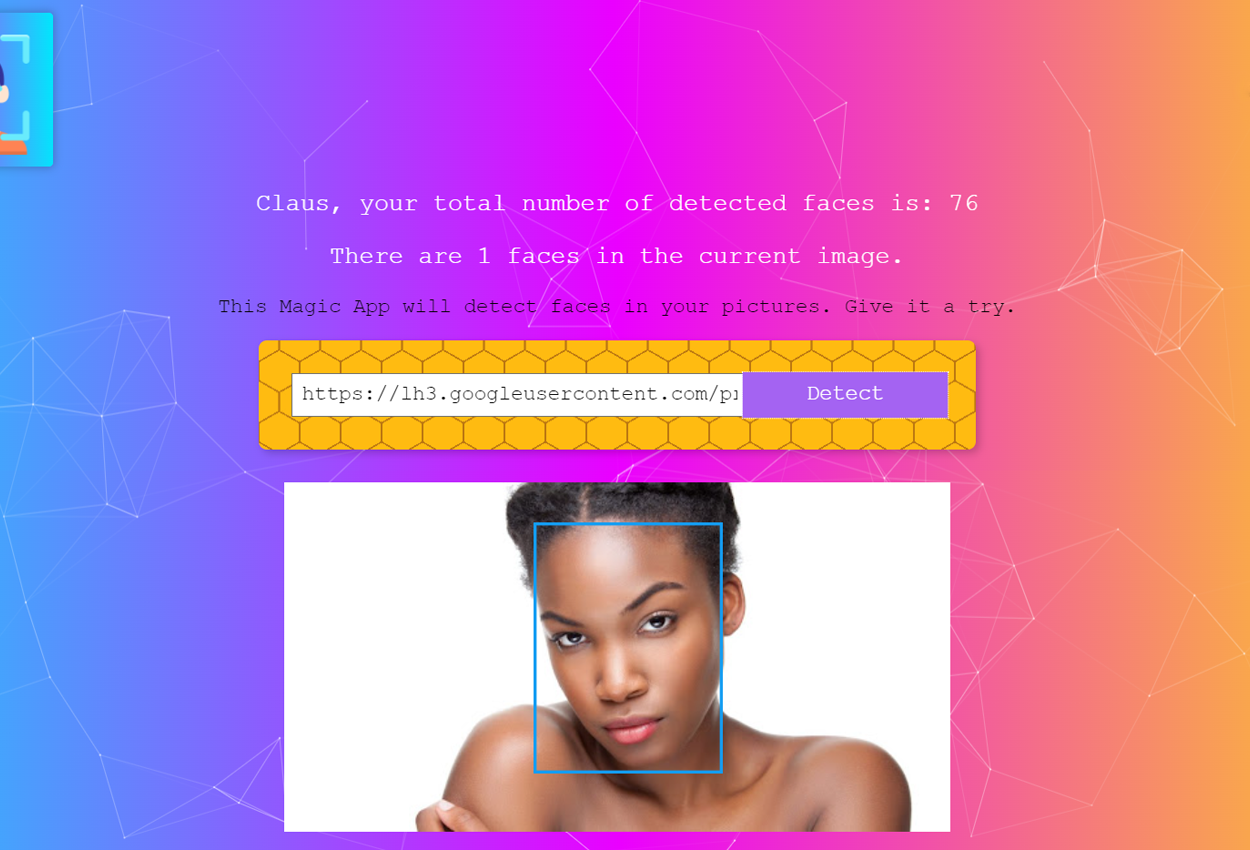 Claus, your total number of detected faces is: 76
There are 1 faces in the current image.
This Magic App will detect faces in your pictures. Give it a try.
https://lh3.googleusercontent.com/pr Detect